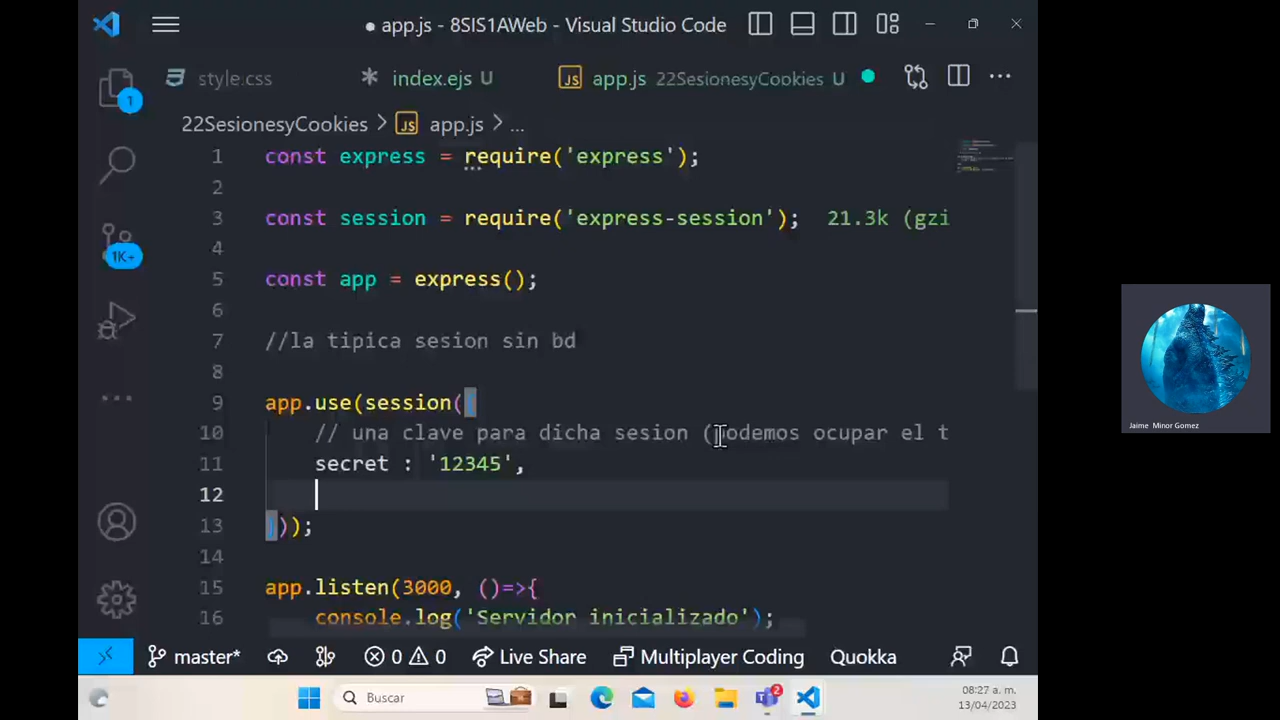 app.js - 8SIS1AWeb - Visual Studio Code
style.css
index.ejs U
JS app.js 22SesionesyCookies U
1
22SesionesyCookies > JS app.js > ...
1 const express = require('express');
2
3 const session = require('express-session'); 21.3k (gzi
4
5 const app = express();
6
7 //la tipica sesion sin bd
8
9 app.use(session({
10 // una clave para dicha sesion (podemos ocupar el t
11 secret : '12345',
12
13 }));
14
15 app.listen(3000, ()=>{
16 console.log('Servidor inicializado');
1K+
Jaime Minor Gomez
master* 0 0 Live Share Multiplayer Coding Quokka
Buscar
2
08:27 a. m.
13/04/2023